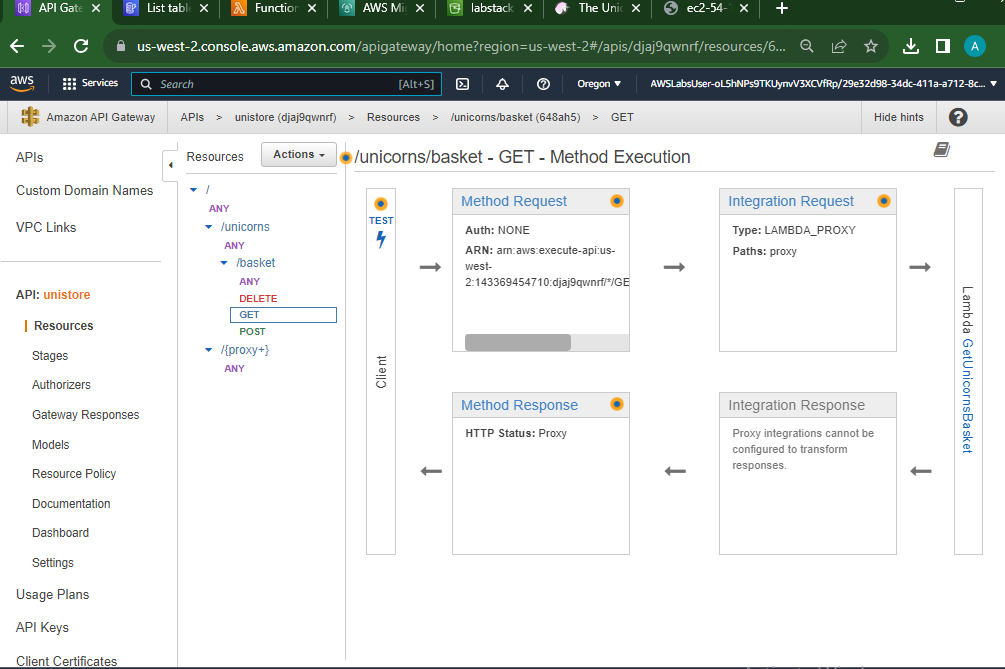 API Gate
List table
Function
AWS Mi
labstack
The Uni
ec2-54-
us-west-2.console.aws.amazon.com/apigateway/home?region=us-west-2#/apis/djaj9qwnrf/resources/6...
A
aws
Services
Search
[Alt+S]
Oregon
AWSLabsUser-oL5hNPs9TKUynvV3XCVfRp/29e32d98-34dc-411a-a712-8c...
Amazon API Gateway
APIs > unistore (djaj9qwnrf) > Resources > /unicorns/basket (648ah5) > GET
Hide hints
?
APIs
Custom Domain Names
VPC Links
API: unistore
Resources
Stages
Authorizers
Gateway Responses
Models
Resource Policy
Documentation
Dashboard
Settings
Usage Plans
API Keys
Client Certificates
Resources
Actions
/
ANY
/unicorns
ANY
/basket
ANY
DELETE
GET
POST
/{proxy+}
ANY
/unicorns/basket - GET - Method Execution
TEST
Client
Method Request
Auth: NONE
ARN: arn:aws:execute-api:us-
west-
2:143369454710:djaj9qwnrf/*/GE
Integration Request
Type: LAMBDA_PROXY
Paths: proxy
Method Response
HTTP Status: Proxy
Integration Response
Proxy integrations cannot be
configured to transform
responses.
Lambda GetUnicornsBasket